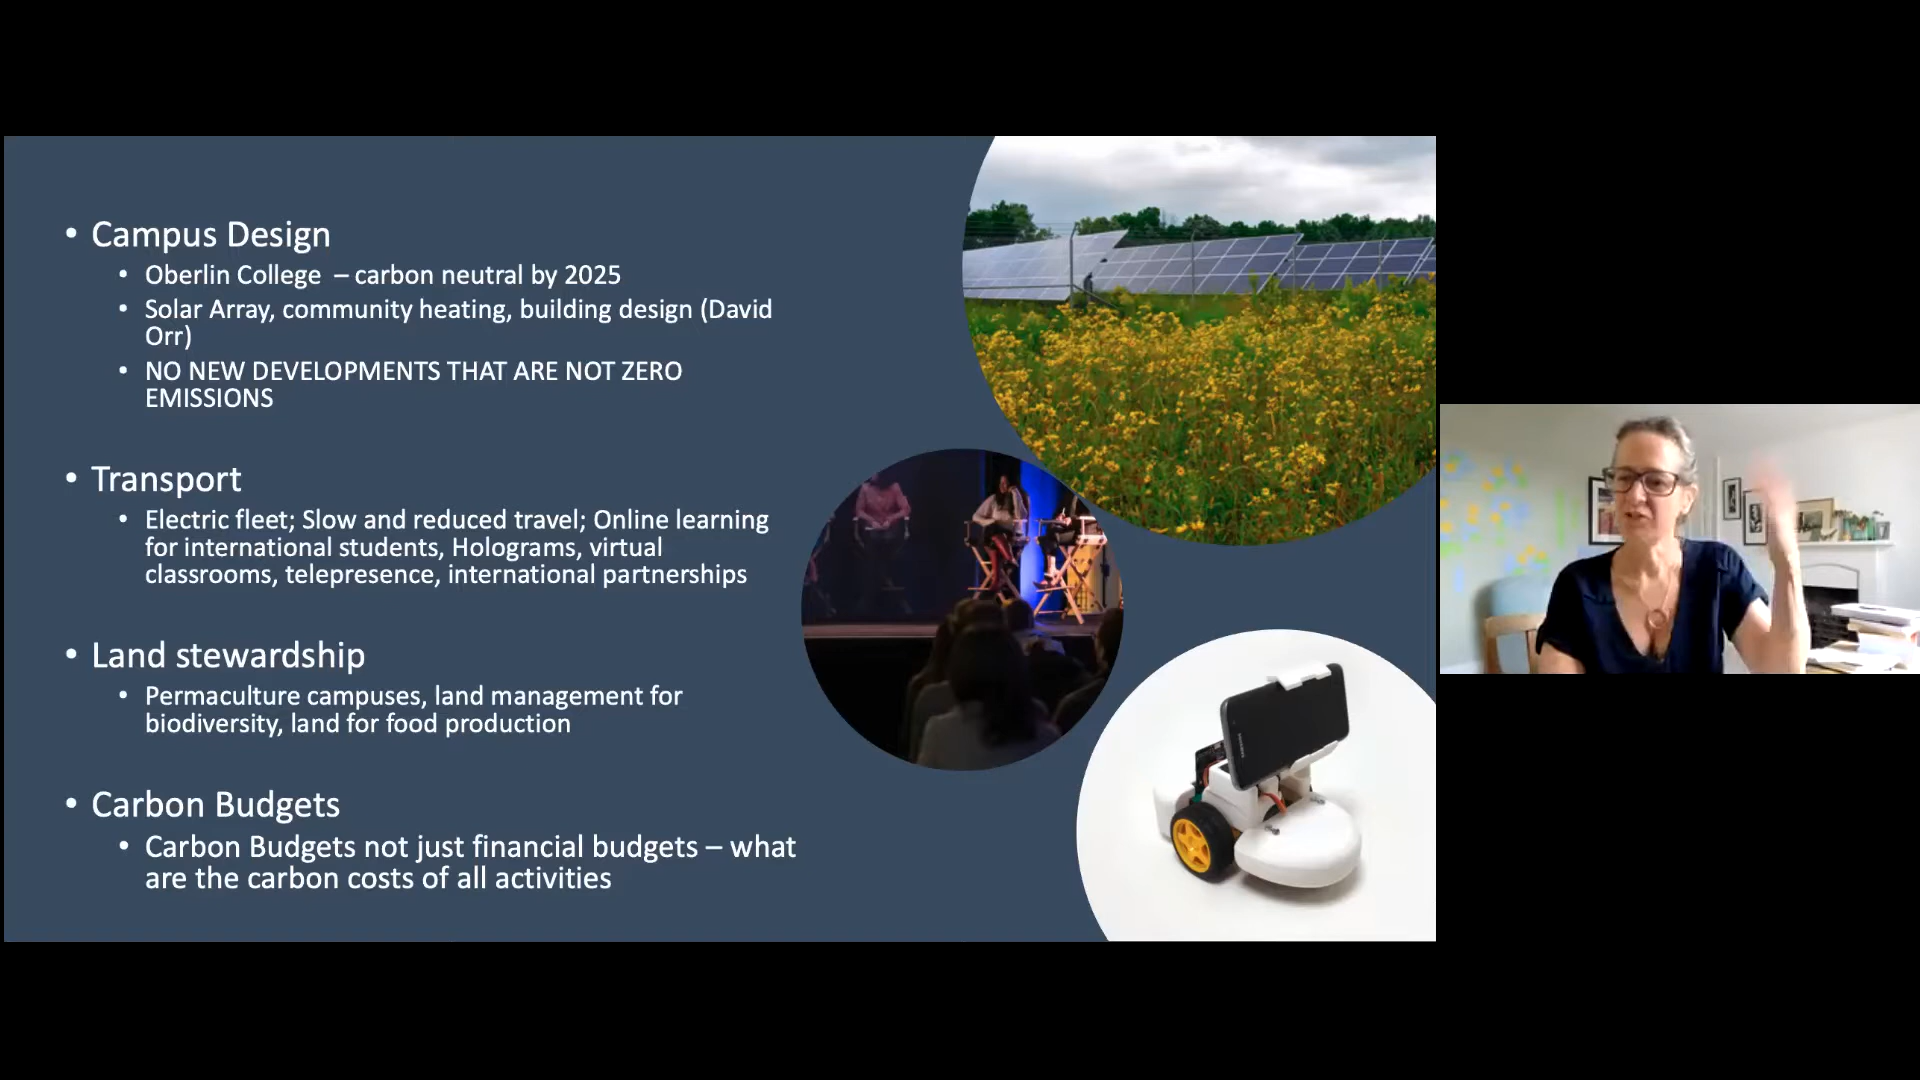 • Campus Design
• Oberlin College – carbon neutral by 2025
• Solar Array, community heating, building design (David
Orr)
• NO NEW DEVELOPMENTS THAT ARE NOT ZERO
EMISSIONS
• Transport
• Electric fleet; Slow and reduced travel; Online learning
for international students, Holograms, virtual
classrooms, telepresence, international partnerships
• Land stewardship
• Permaculture campuses, land management for
biodiversity, land for food production
• Carbon Budgets
• Carbon Budgets not just financial budgets – what
are the carbon costs of all activities